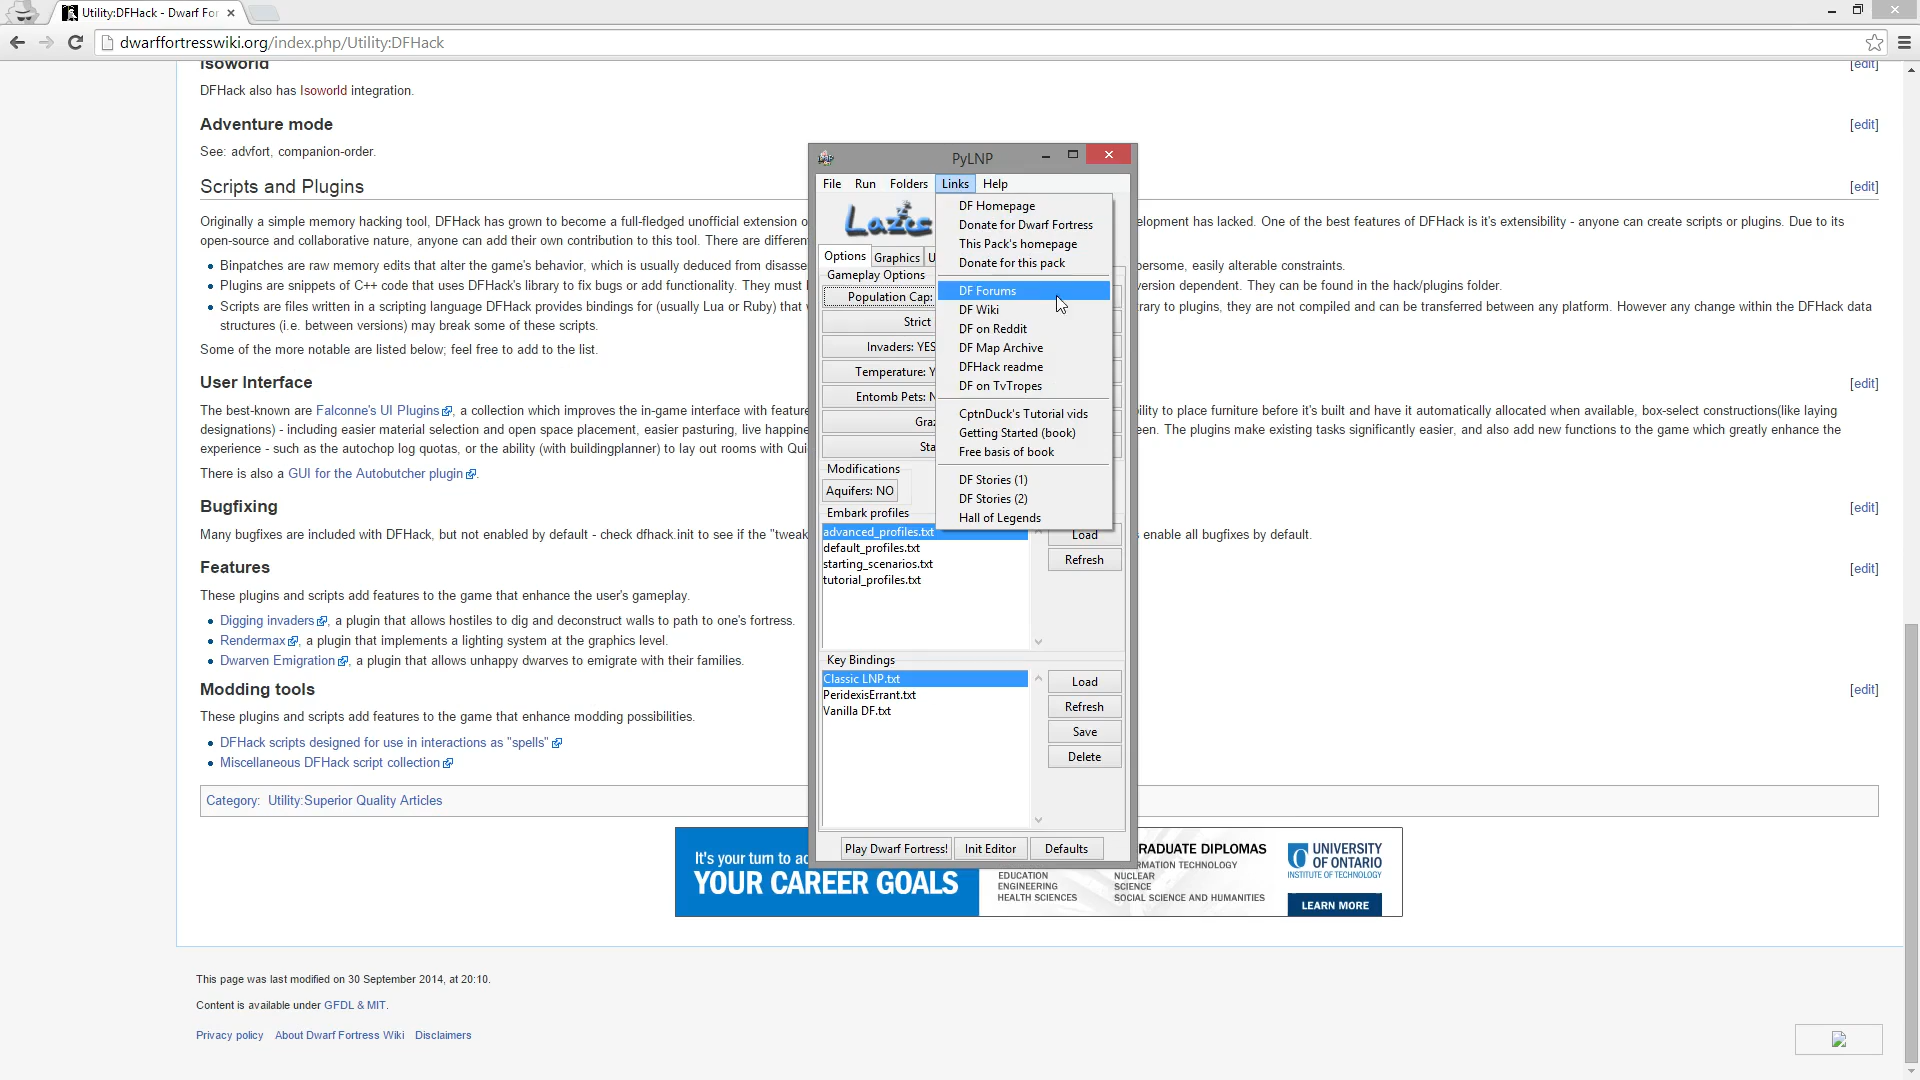 Utility:DFHack - Dwarf For
dwarffortresswiki.org/index.php/Utility:DFHack
Isoworld
[edit]
DFHack also has Isoworld integration.
Adventure mode
[edit]
See: advfort, companion-order.
Scripts and Plugins
[edit]
Originally a simple memory hacking tool, DFHack has grown to become a full-fledged unofficial extension o
elopment has lacked. One of the best features of DFHack is it's extensibility - anyone can create scripts or plugins. Due to its
open-source and collaborative nature, anyone can add their own contribution to this tool. There are differen
Binpatches are raw memory edits that alter the game's behavior, which is usually deduced from disasse
ersome, easily alterable constraints.
Plugins are snippets of C++ code that uses DFHack's library to fix bugs or add functionality. They must
version dependent. They can be found in the hack/plugins folder.
Scripts are files written in a scripting language DFHack provides bindings for (usually Lua or Ruby) that
rary to plugins, they are not compiled and can be transferred between any platform. However any change within the DFHack data
structures (i.e. between versions) may break some of these scripts.
Some of the more notable are listed below; feel free to add to the list.
User Interface
[edit]
The best-known are Falconne's UI Plugins, a collection which improves the in-game interface with feature
ility to place furniture before it's built and have it automatically allocated when available, box-select constructions(like laying
designations) - including easier material selection and open space placement, easier pasturing, live happine
een. The plugins make existing tasks significantly easier, and also add new functions to the game which greatly enhance the
experience - such as the autochop log quotas, or the ability (with buildingplanner) to lay out rooms with Qui
There is also a GUI for the Autobutcher plugin.
Bugfixing
[edit]
Many bugfixes are included with DFHack, but not enabled by default - check dfhack.init to see if the "tweak
enable all bugfixes by default.
Features
[edit]
These plugins and scripts add features to the game that enhance the user's gameplay.
Digging invaders, a plugin that allows hostiles to dig and deconstruct walls to path to one's fortress.
Rendermax, a plugin that implements a lighting system at the graphics level.
Dwarven Emigration, a plugin that allows unhappy dwarves to emigrate with their families.
Modding tools
[edit]
These plugins and scripts add features to the game that enhance modding possibilities.
DFHack scripts designed for use in interactions as "spells"
Miscellaneous DFHack script collection
Category: Utility:Superior Quality Articles
PyLNP
File Run Folders Links Help
Lazy
DF Homepage
Donate for Dwarf Fortress
This Pack's homepage
Donate for this pack
DF Forums
DF Wiki
DF on Reddit
DF Map Archive
DFHack readme
DF on TvTropes
CptnDuck's Tutorial vids
Getting Started (book)
Free basis of book
DF Stories (1)
DF Stories (2)
Hall of Legends
Options Graphics U
Gameplay Options
Population Cap:
Strict
Invaders: YES
Temperature: Y
Entomb Pets: N
Graz
Sta
Modifications
Aquifers: NO
Embark profiles
advanced_profiles.txt
default_profiles.txt
starting_scenarios.txt
tutorial_profiles.txt
Load
Refresh
Key Bindings
Classic LNP.txt
PeridexisErrant.txt
Vanilla DF.txt
Load
Refresh
Save
Delete
Play Dwarf Fortress! Init Editor Defaults
It's your turn to ac
YOUR CAREER GOALS
RADUATE DIPLOMAS
RMATION TECHNOLOGY
EDUCATION
ENGINEERING
HEALTH SCIENCES
NUCLEAR
SCIENCE
SOCIAL SCIENCE AND HUMANITIES
UNIVERSITY
OF ONTARIO
INSTITUTE OF TECHNOLOGY
LEARN MORE
This page was last modified on 30 September 2014, at 20:10.
Content is available under GFDL & MIT.
Privacy policy About Dwarf Fortress Wiki Disclaimers